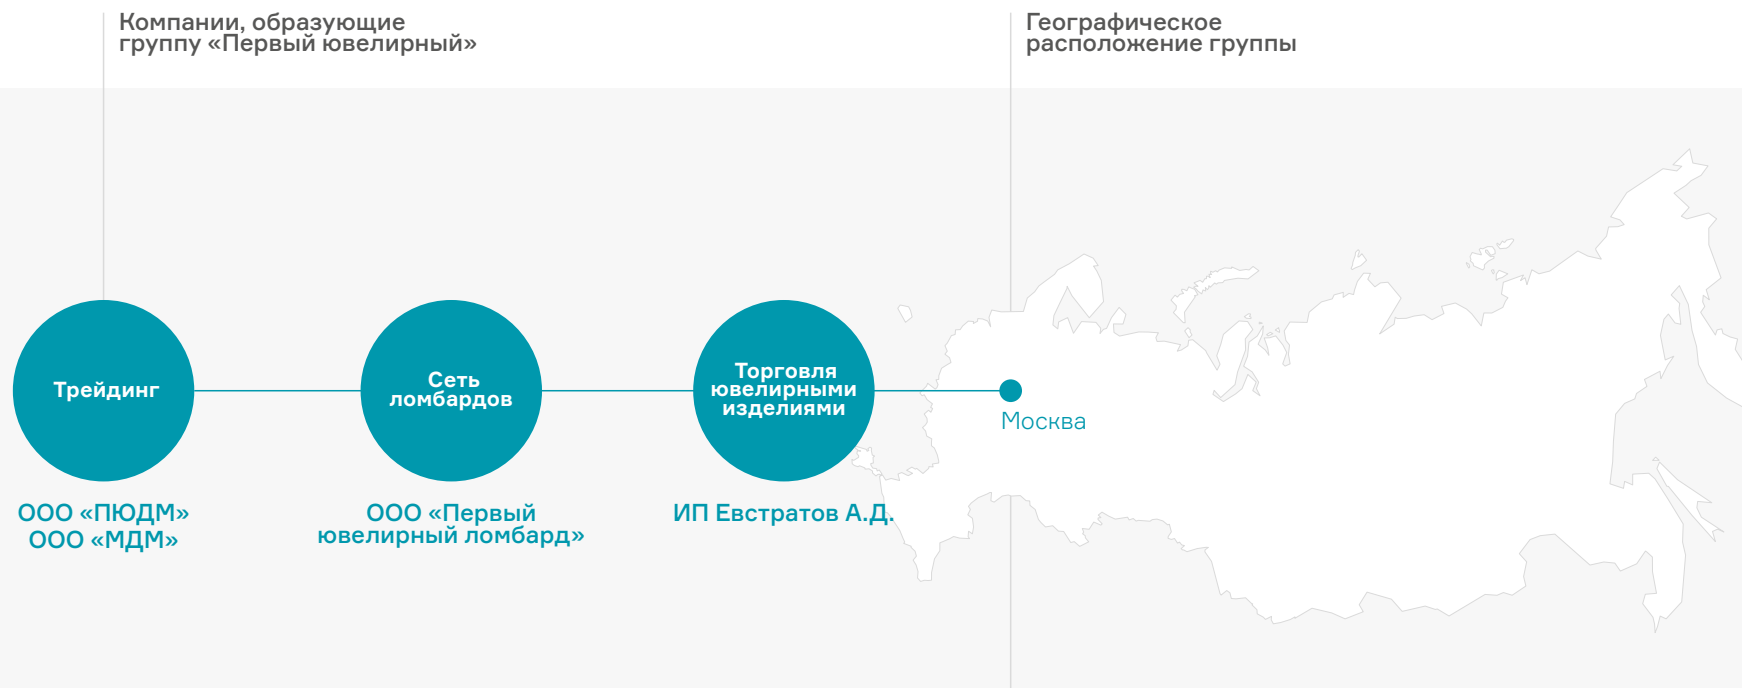 Компании, образующие
группу «Первый ювелирный»
Географическое
расположение группы
Трейдинг
Сеть
ломбардов
Торговля
ювелирными
изделиями
Москва
ООО «ПЮДМ»
ООО «МДМ»
ООО «Первый
ювелирный ломбард»
ИП Евстратов А.Д.